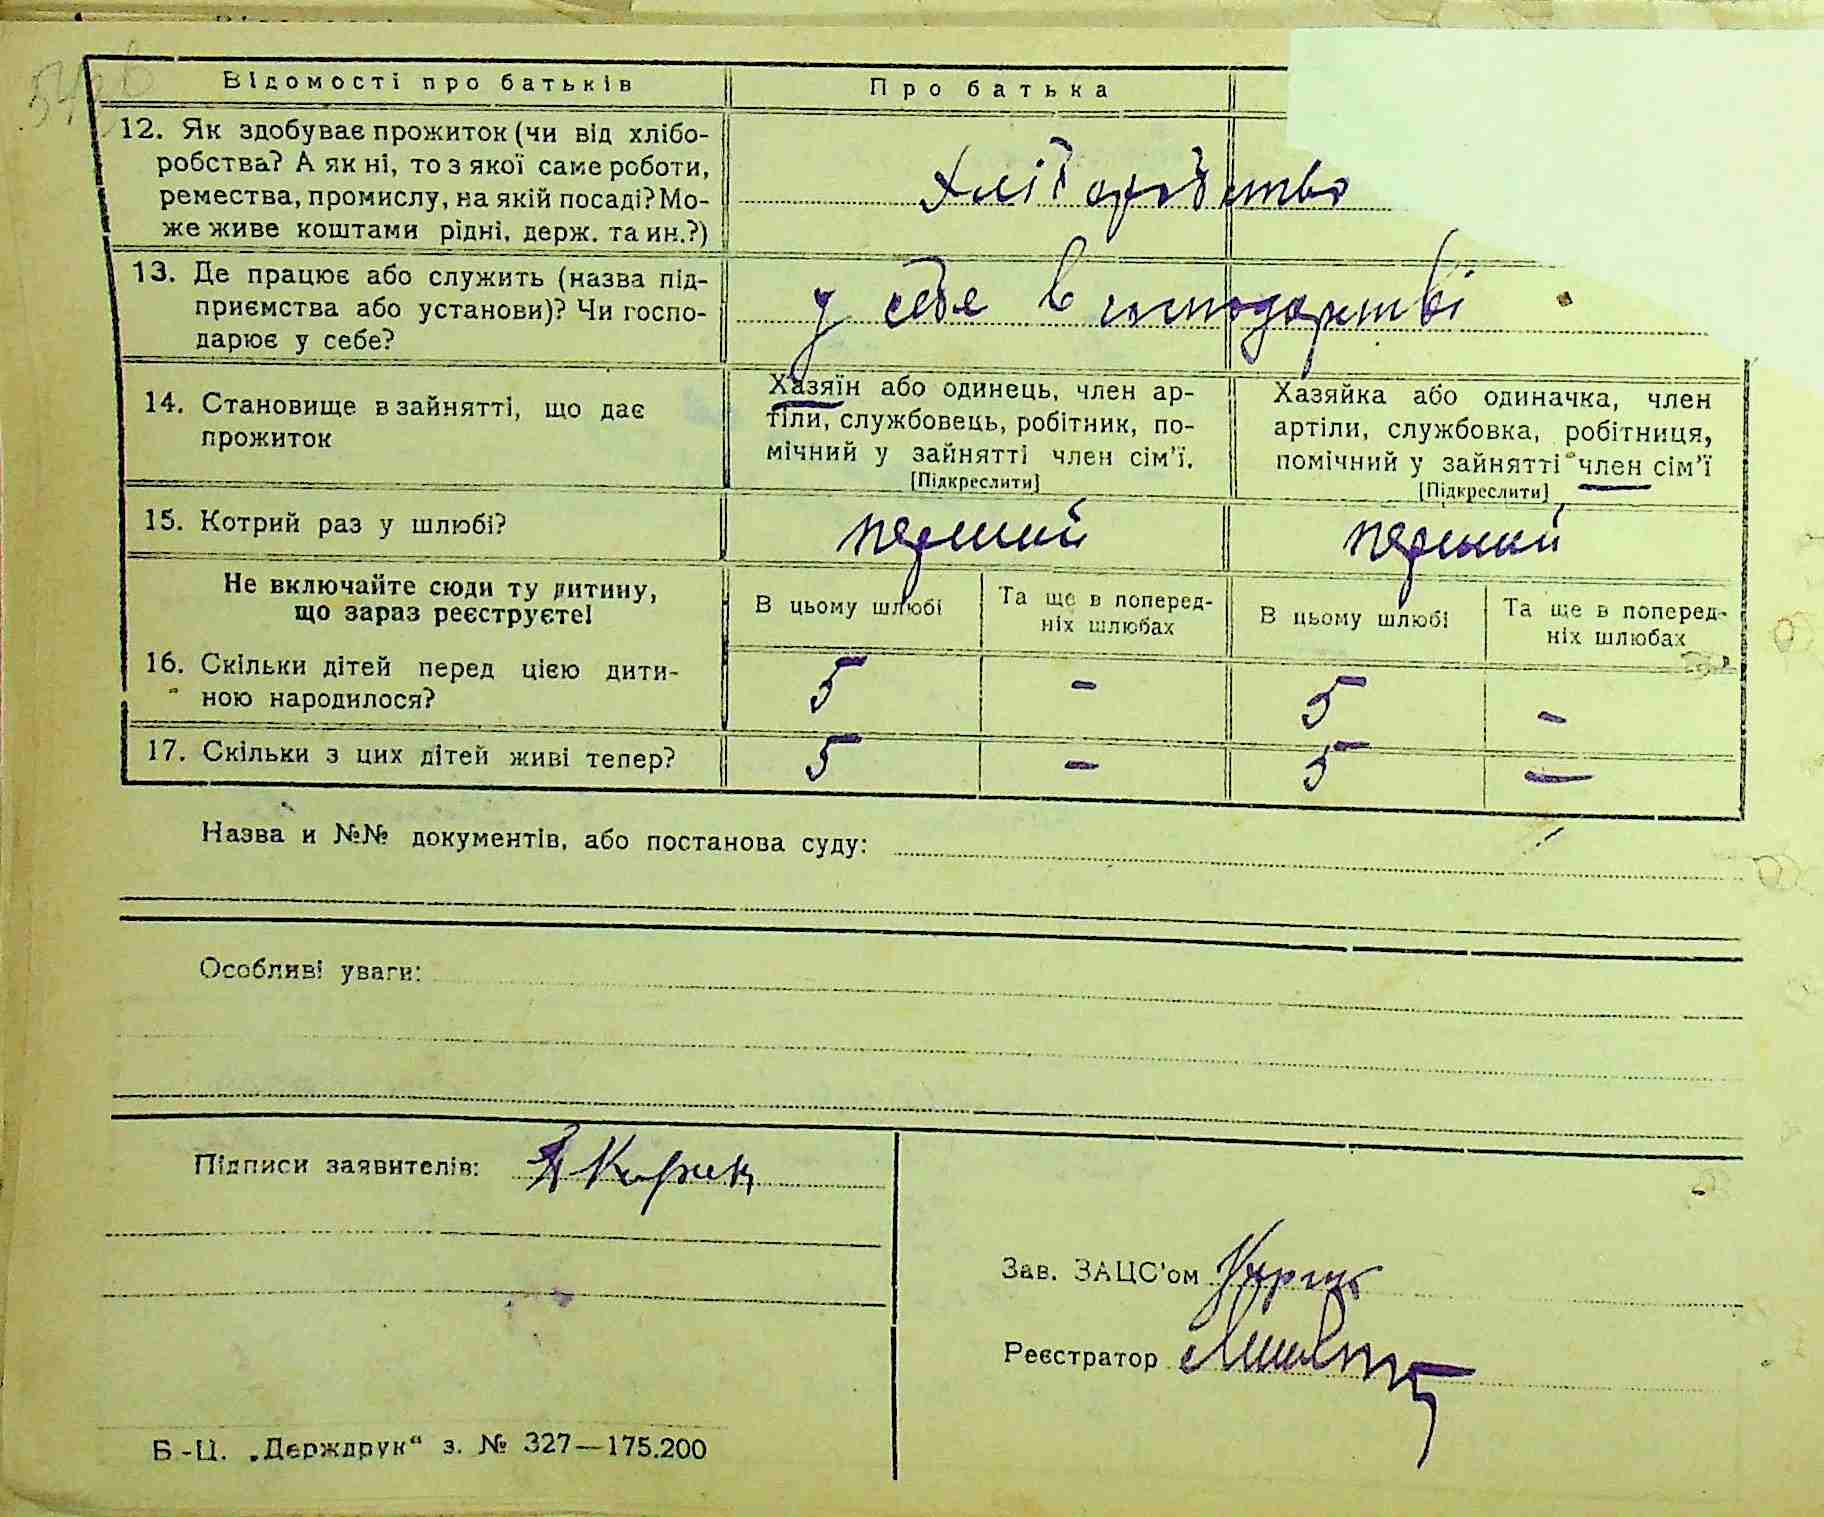 Відомості про батьків
Про батька
12. Як здобуває прожиток (чи від хлібо-
робства? А як ні, то з якої саме роботи,
ремества, промислу, на якій посаді? Мо-
же живе коштами рідні, держ. та ин.?)
хліборобство
13. Де працює або служить (назва під-
приємства або установи)? Чи госпо-
дарює у себе?
у себе в господарстві
14. Становище в зайнятті, що дає
прожиток
Хазяїн або одинець, член ар-
тіли, службовець, робітник, по-
мічний у зайнятті член сім'ї.
[Підкреслити]
Хазяйка або одиначка, член
артіли, службовка, робітниця,
помічний у зайнятті член сім'ї
[Підкреслити]
15. Котрий раз у шлюбі?
перший
перший
Не включайте сюди ту дитину,
що зараз реєструєте!
В цьому шлюбі
Та ще в поперед-
ніх шлюбах
В цьому шлюбі
Та ще в поперед-
ніх шлюбах
16. Скільки дітей перед цією дити-
ною народилося?
5 - 5 -
17. Скільки з цих дітей живі тепер?
5 - 5 -
Назва и №№ документів, або постанова суду:
Особливі уваги:
Підписи заявителів:
Зав. ЗАЦС'ом
Реєстратор
Б-Ц. „Держдрук“ з. № 327—175.200